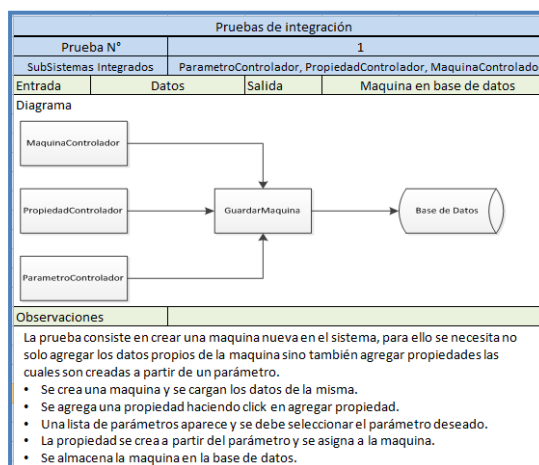 Pruebas de integración
Prueba N° 1
SubSistemas Integrados ParametroControlador, PropiedadControlador, MaquinaControlado
Entrada Datos Salida Maquina en base de datos
Diagrama
MaquinaControlador
PropiedadControlador GuardarMaquina Base de Datos
ParametroControlador
Observaciones
La prueba consiste en crear una maquina nueva en el sistema, para ello se necesita no
solo agregar los datos propios de la maquina sino también agregar propiedades las
cuales son creadas a partir de un parámetro.
• Se crea una maquina y se cargan los datos de la misma.
• Se agrega una propiedad haciendo click en agregar propiedad.
• Una lista de parámetros aparece y se debe seleccionar el parámetro deseado.
• La propiedad se crea a partir del parámetro y se asigna a la maquina.
• Se almacena la maquina en la base de datos.